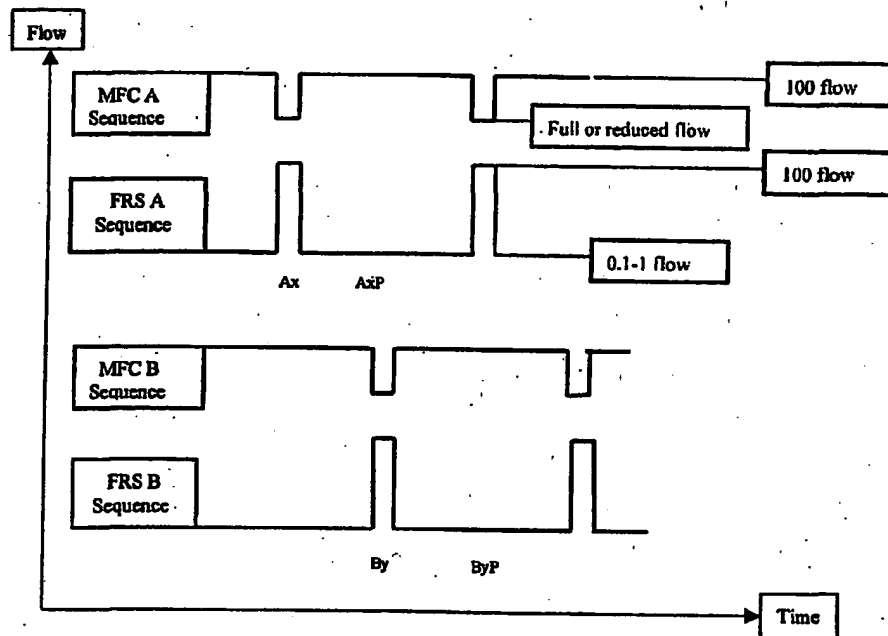 Flow
MFC A
Sequence
100 flow
Full or reduced flow
100 flow
FRS A
Sequence
0.1-1 flow
Ax
AxP
MFC B
Sequence
FRS B
Sequence
By
ByP
Time